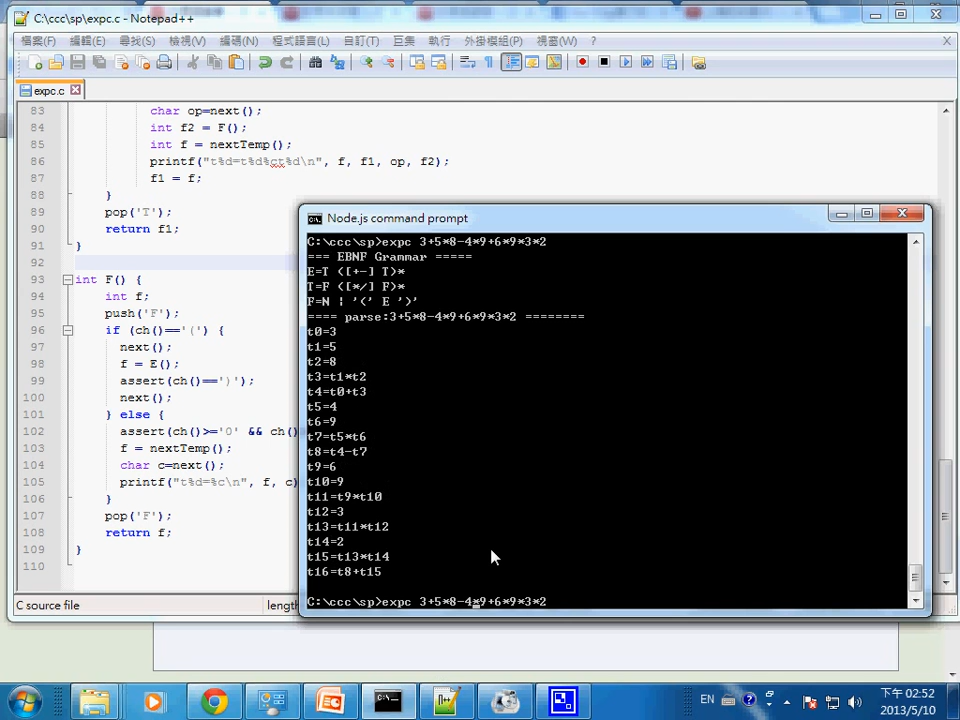 C:\ccc\sp\expc.c - Notepad++
檔案(F) 編輯(E) 尋找(S) 檢視(V) 編碼(N) 程式語言(L) 自訂(T) 巨集 執行 外掛模組(P) 視窗(W) ? X
expc.c
83 char op=next();
84 int f2 = F();
85 int f = nextTemp();
86 printf("t%d=t%d%ct%d\n", f, f1, op, f2);
87 f1 = f;
88 }
89 pop('T');
90 return f1;
91 }
92
93 int F() {
94 int f;
95 push('F');
96 if (ch()=='(') {
97 next();
98 f = E();
99 assert(ch()==')');
100 next();
101 } else {
102 assert(ch()>='0' && ch()
103 f = nextTemp();
104 char c=next();
105 printf("t%d=%c\n", f, c)
106 }
107 pop('F');
108 return f;
109 }
110
C source file length
Node.js command prompt
C:\ccc\sp>expc 3+5*8-4*9+6*9*3*2
=== EBNF Grammar =====
E=T ([+-] T)*
T=F ([*/] F)*
F=N | '(' E ')'
==== parse:3+5*8-4*9+6*9*3*2 ========
t0=3
t1=5
t2=8
t3=t1*t2
t4=t0+t3
t5=4
t6=9
t7=t5*t6
t8=t4-t7
t9=6
t10=9
t11=t9*t10
t12=3
t13=t11*t12
t14=2
t15=t13*t14
t16=t8+t15
C:\ccc\sp>expc 3+5*8-4*9+6*9*3*2
EN
下午 02:52
2013/5/10